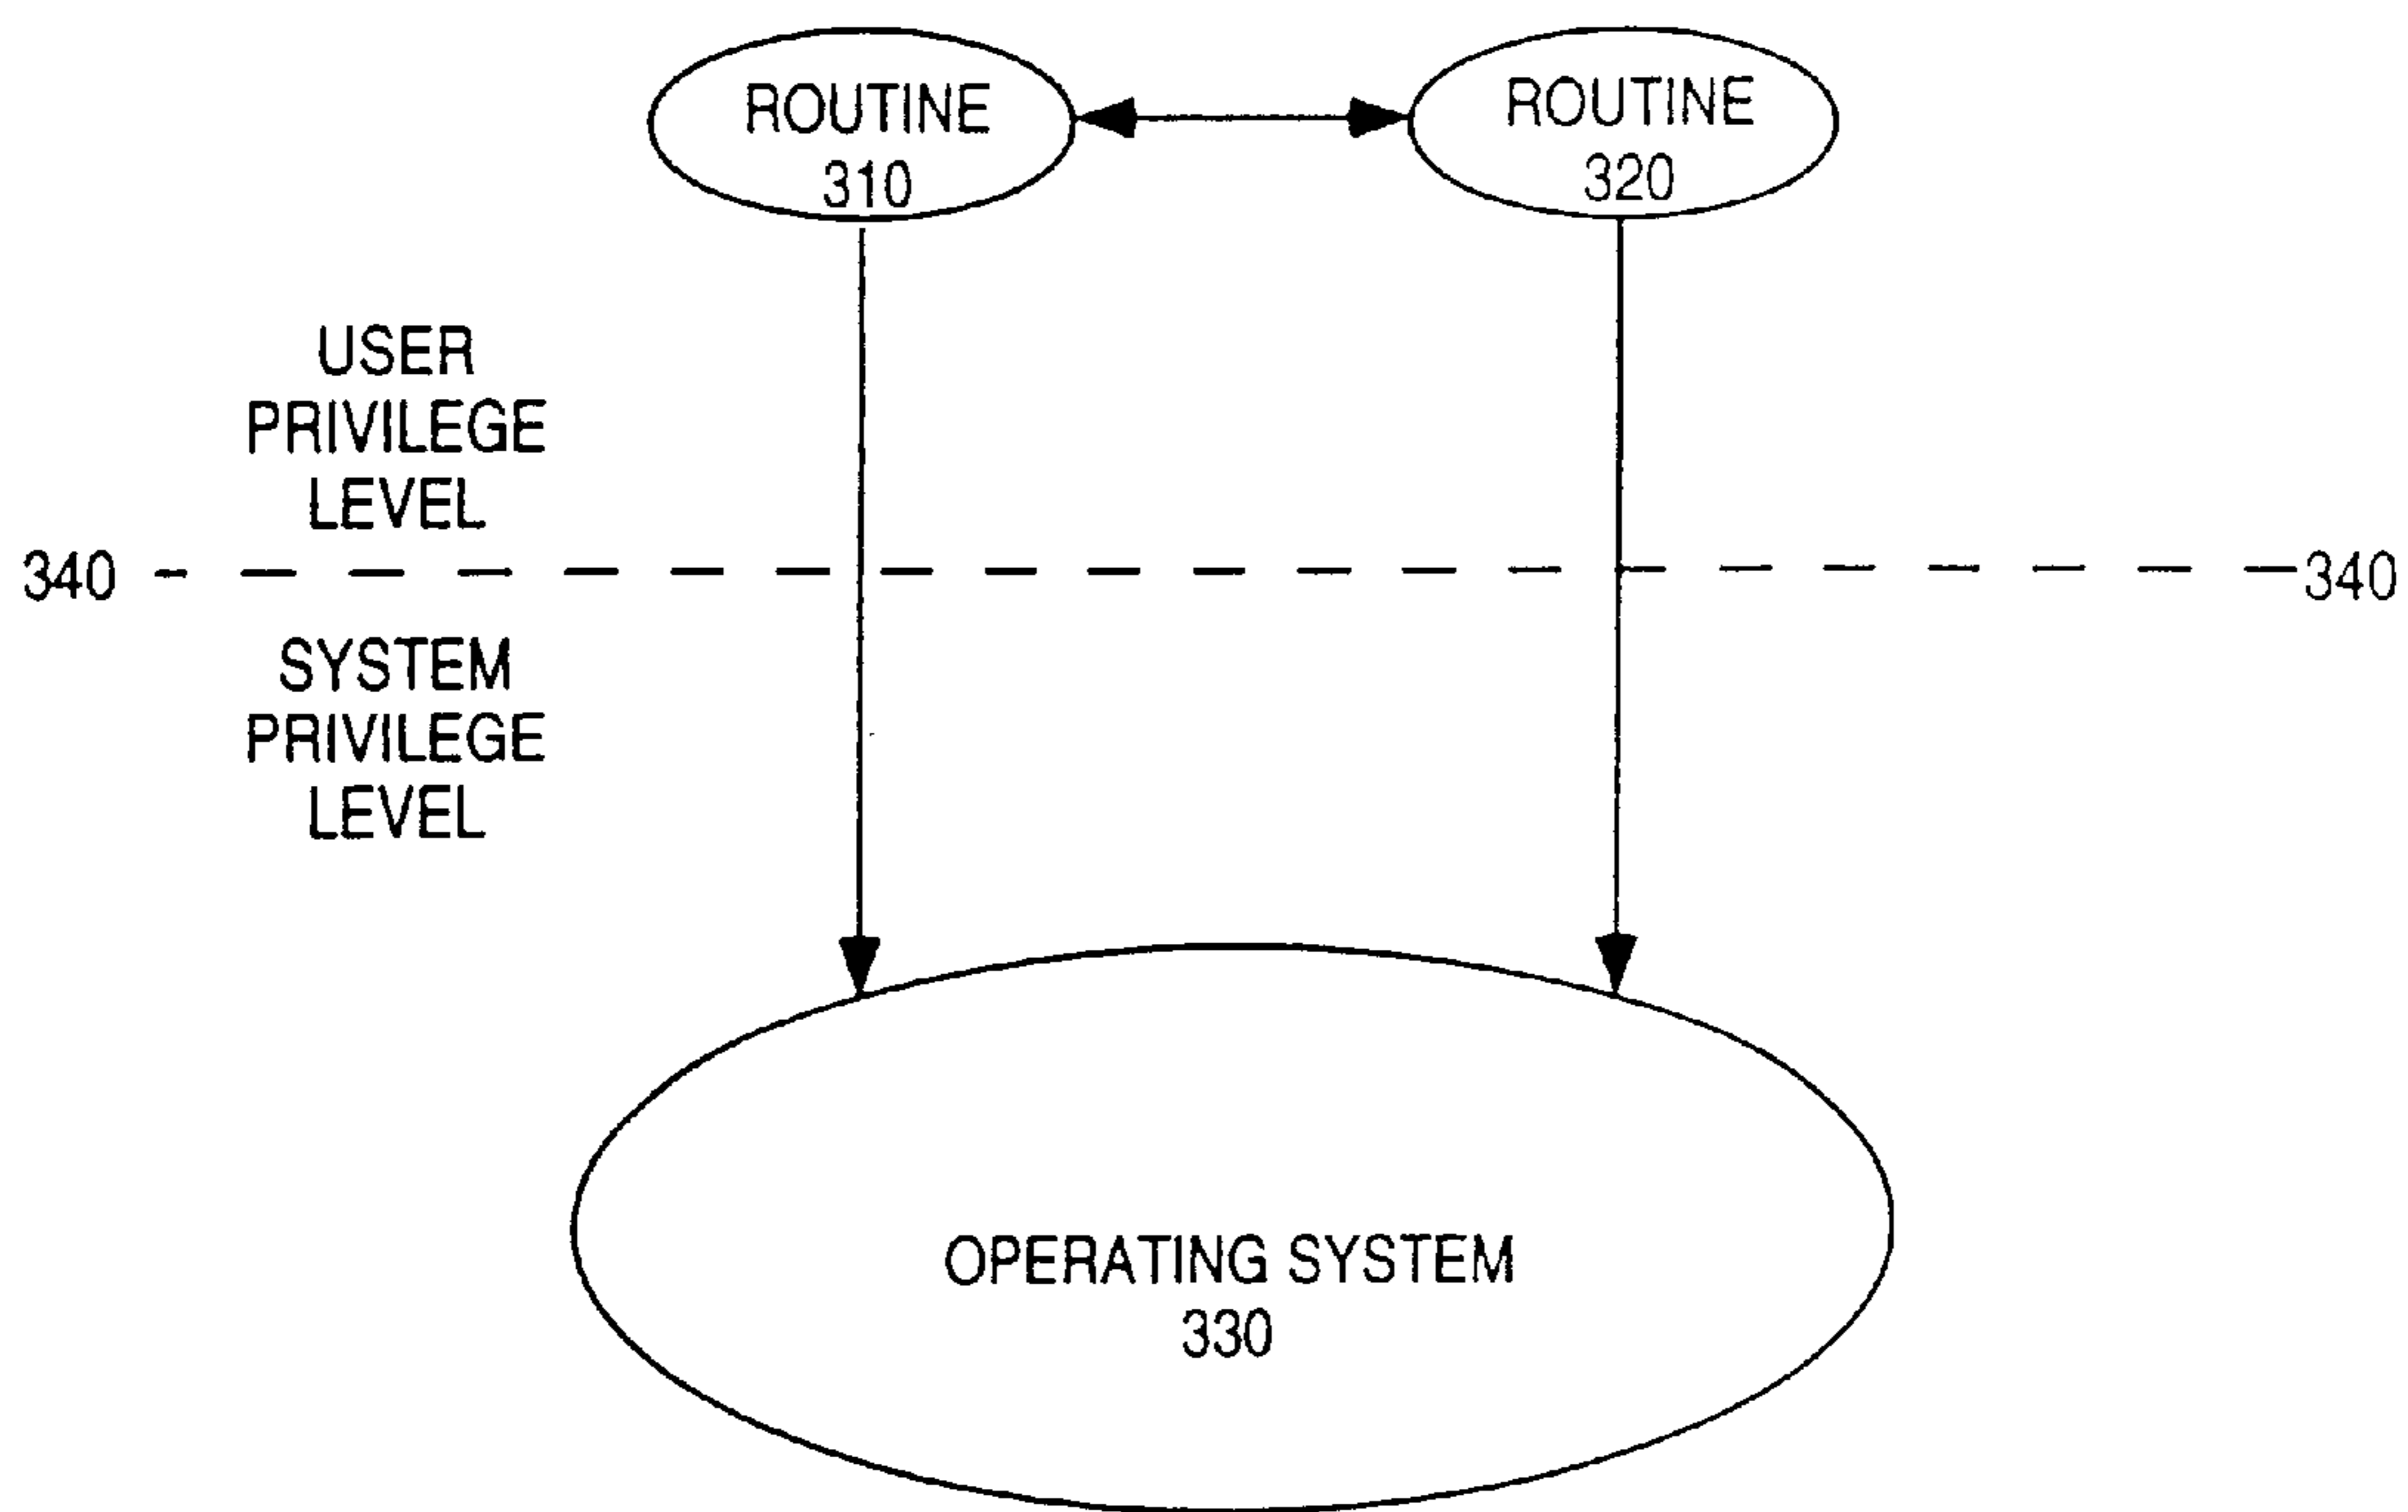 ROUTINE
310
ROUTINE
320
USER
PRIVILEGE
LEVEL
340
340
SYSTEM
PRIVILEGE
LEVEL
OPERATING SYSTEM
330